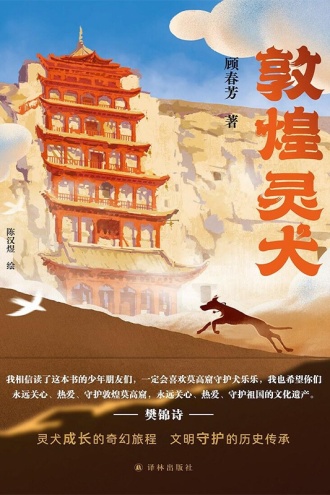 敦煌灵犬
顾春芳 著
陈汉煜 绘
我相信读了这本书的少年朋友们，一定会喜欢莫高窟守护犬乐乐，我也希望你们
永远关心、热爱、守护敦煌莫高窟，永远关心、热爱、守护祖国的文化遗产。
—— 樊锦诗 ——
灵犬成长的奇幻旅程 文明守护的历史传承
译林出版社